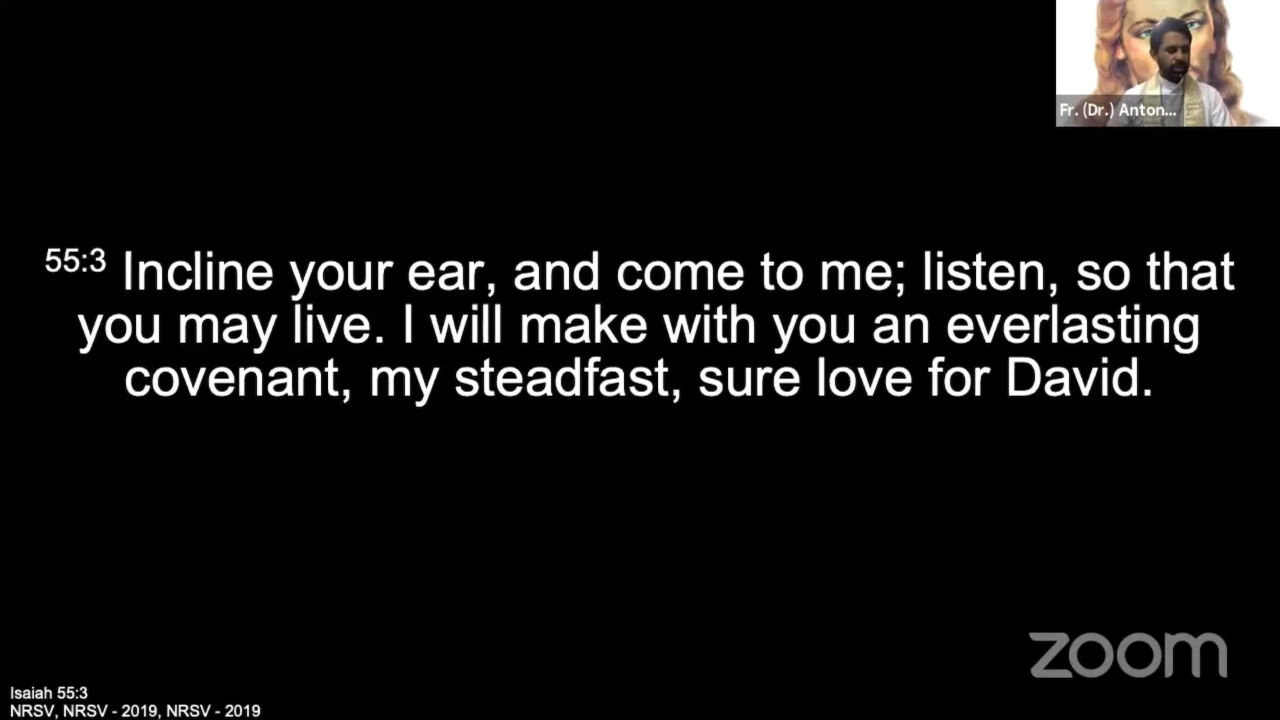 Fr. (Dr.) Anton...
55:3 Incline your ear, and come to me; listen, so that
you may live. I will make with you an everlasting
covenant, my steadfast, sure love for David.
zoom
Isaiah 55:3
NRSV, NRSV - 2019, NRSV - 2019